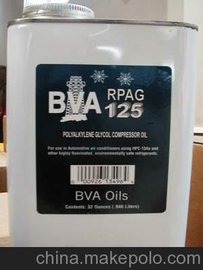 BVA RPAG
125
POLYALKYLENE GLYCOL COMPRESSOR OIL
For use in Automotive air conditioners using HFC-134a and
other highly fluorinated, environmentally safe refrigerants.
BVA Oils
Contents: 32 Ounces (.946 Liters)
china.makepolo.com